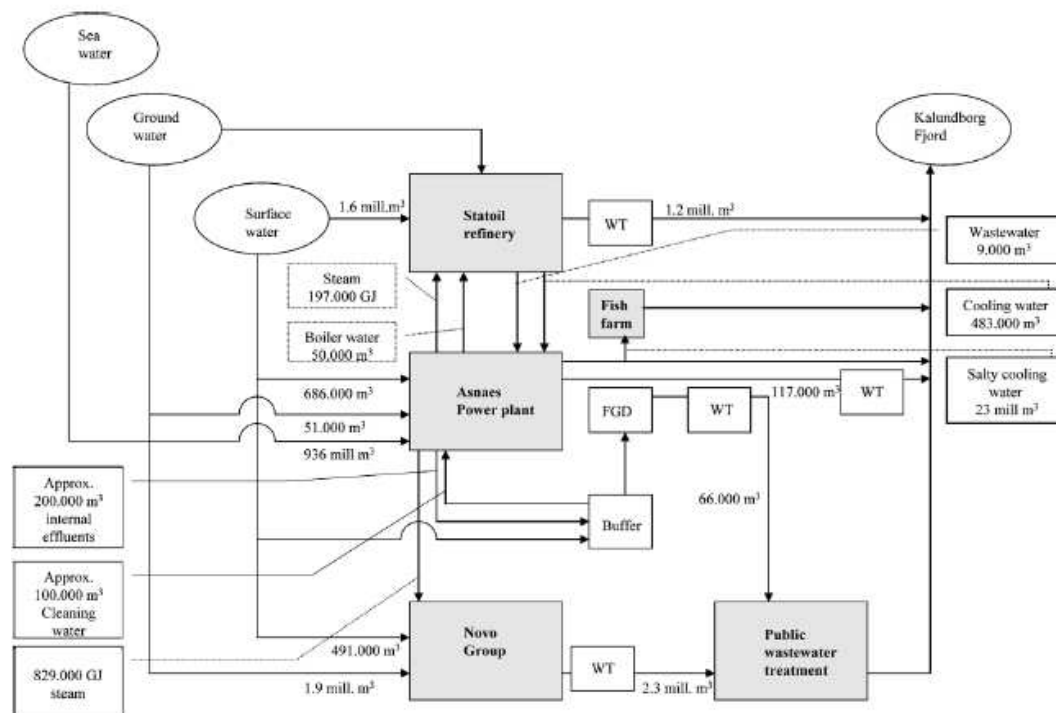 Sea
water
Ground
water
Kalundborg
Fjord
Surface
water
1.6 mill.m³
Statoil
refinery
WT
1.2 mill. m³
Wastewater
9.000 m³
Steam
197.000 GJ
Fish
farm
Cooling water
483.000 m³
Boiler water
50.000 m³
Asnaes
Power plant
686.000 m³
51.000 m³
936 mill m³
FGD
WT
117.000 m³
WT
Salty cooling
water
23 mill m³
Approx.
200.000 m³
internal
effluents
Buffer
66.000 m³
Approx.
100.000 m³
Cleaning
water
829.000 GJ
steam
Novo
Group
491.000 m³
1.9 mill. m³
WT
2.3 mill. m³
Public
wastewater
treatment